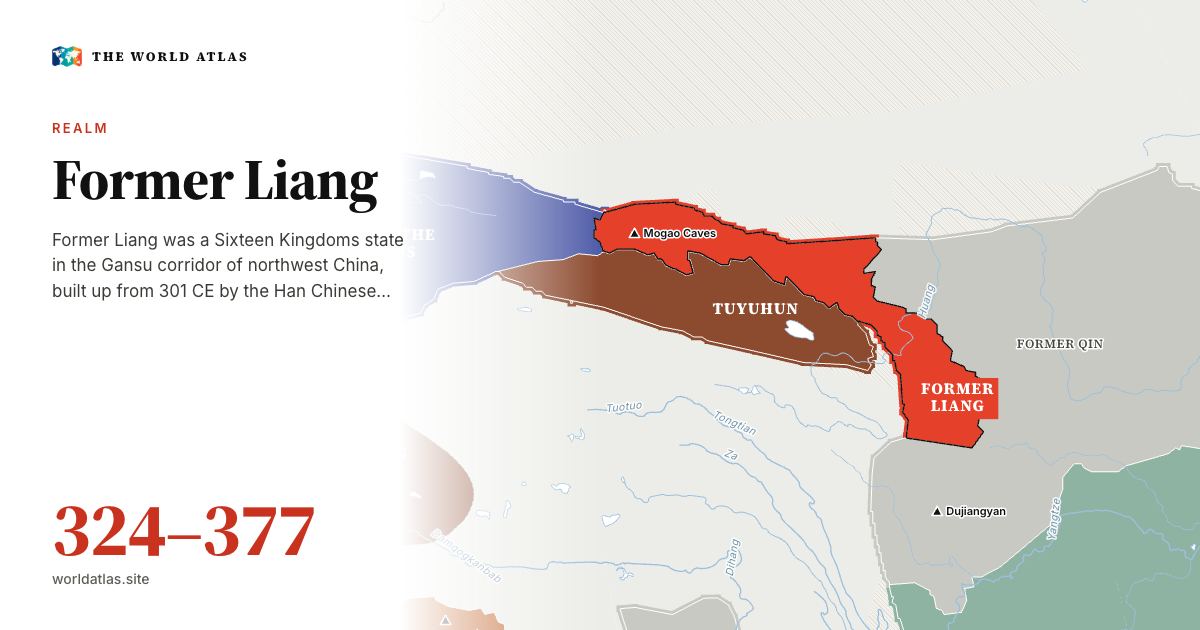 THE WORLD ATLAS
REALM
Former Liang
Former Liang was a Sixteen Kingdoms state
in the Gansu corridor of northwest China,
built up from 301 CE by the Han Chinese...
324–377
worldatlas.site
THE
S
Mogao Caves
TUYUHUN
Huang
FORMER QIN
FORMER
LIANG
Tuotuo
Tongtian
Za
Dujiangyan
Yangtze
Dihang